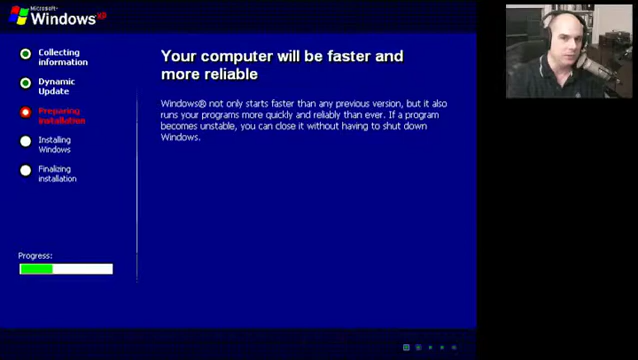 Microsoft®
Windows xp
Collecting
information
Dynamic
Update
Preparing
installation
Installing
Windows
Finalizing
installation
Progress:
Your computer will be faster and
more reliable
Windows® not only starts faster than any previous version, but it also
runs your programs more quickly and reliably than ever. If a program
becomes unstable, you can close it without having to shut down
Windows.